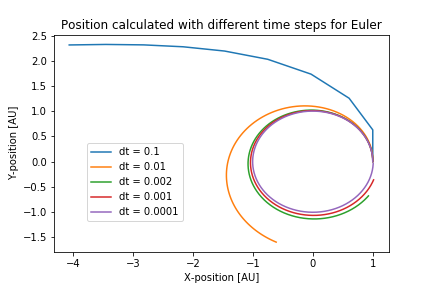 Position calculated with different time steps for Euler
2.5
2.0
1.5
1.0
0.5
0.0
−0.5
−1.0
−1.5
Y-position [AU]
dt = 0.1
dt = 0.01
dt = 0.002
dt = 0.001
dt = 0.0001
−4
−3
−2
−1
0
1
X-position [AU]